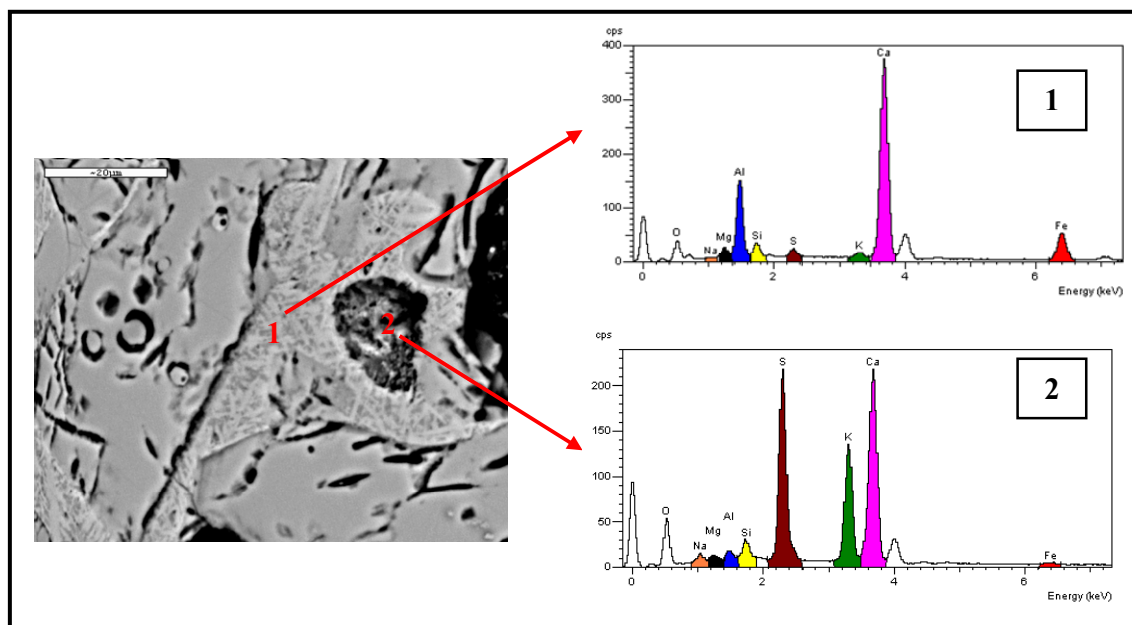 cps
400
300
200
100
0
O
Na
Mg
Al
Si
S
K
Ca
Fe
0
2
4
6
Energy (keV)
1
~20µm
1
2
cps
200
150
100
50
0
O
Na
Mg
Al
Si
S
K
Ca
Fe
0
2
4
6
Energy (keV)
2